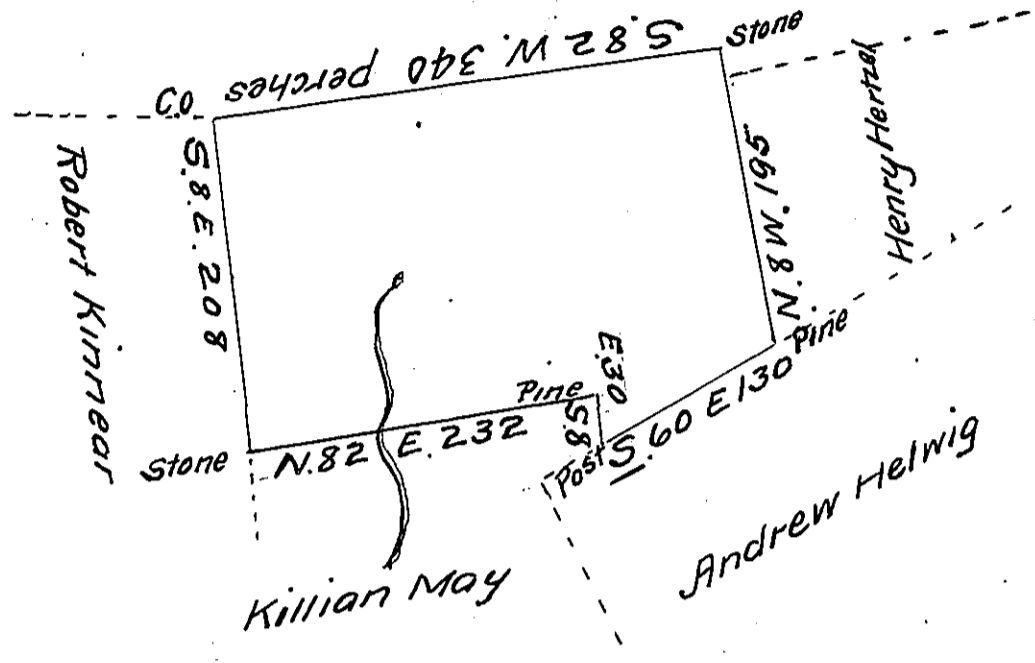 Stone
S. 82 W. 340 perches
C.O.
Robert Kinnear
S. 8. E. 208
Henry Hertzel
N. 8 W. 195
Pine
E. 30
S. 8
Pine
S. 60 E 130
Post
N. 82 E. 232
Stone
Andrew Helwig
Killian May